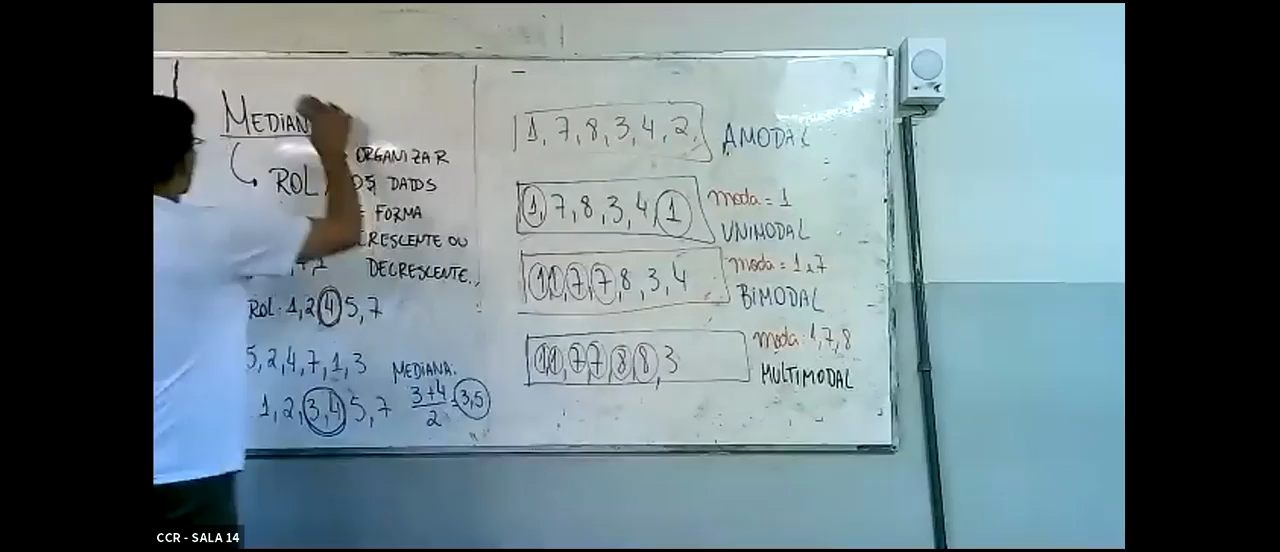 MEDIAN
ROL
ORGANIZAR
OS DADOS
FORMA
CRESCENTE OU
DECRESCENTE.
ROL: 1, 2, 4, 5, 7
5, 2, 4, 7, 1, 3
1, 2, 3, 4, 5, 7
MEDIANA:
3+4
2
3,5
1, 7, 8, 3, 4, 2,
AMODAL
1, 7, 8, 3, 4, 1
moda = 1
UNIMODAL
1, 1, 7, 7, 8, 3, 4
moda = 1 e 7
BIMODAL
1, 1, 7, 7, 8, 8, 3
moda: 1, 7, 8
MULTIMODAL
CCR - SALA 14